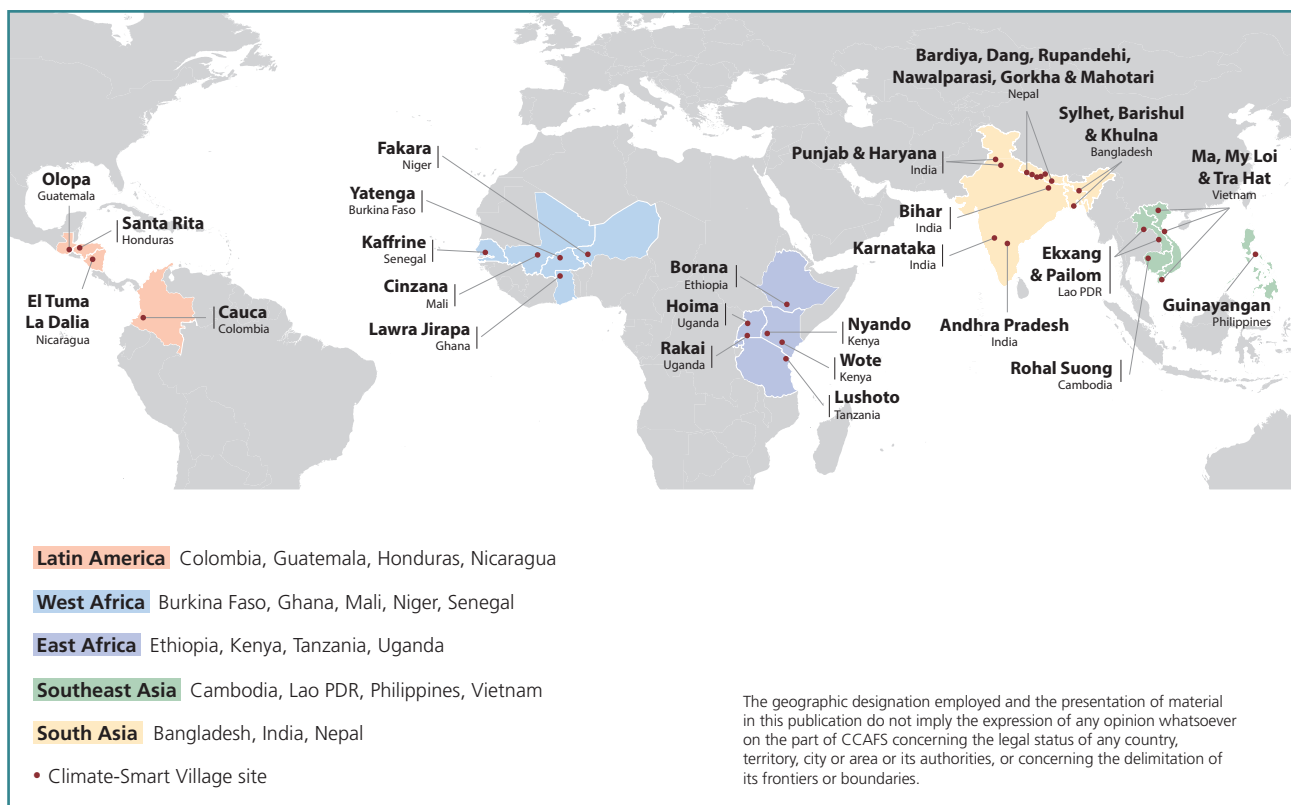 Bardiya, Dang, Rupandehi,
Nawalparasi, Gorkha & Mahotari
Nepal
Sylhet, Barishul
& Khulna
Bangladesh
Ma, My Loi
& Tra Hat
Vietnam
Punjab & Haryana
India
Fakara
Niger
Olopa
Guatemala
Yatenga
Burkina Faso
Santa Rita
Honduras
Bihar
India
Kaffrine
Senegal
Karnataka
India
Ekxang
& Pailom
Lao PDR
Borana
Ethiopia
Cinzana
Mali
El Tuma
La Dalia
Nicaragua
Cauca
Colombia
Hoima
Uganda
Guinayangan
Philippines
Lawra Jirapa
Ghana
Nyando
Kenya
Andhra Pradesh
India
Rakai
Uganda
Wote
Kenya
Rohal Suong
Cambodia
Lushoto
Tanzania
Latin America Colombia, Guatemala, Honduras, Nicaragua
West Africa Burkina Faso, Ghana, Mali, Niger, Senegal
East Africa Ethiopia, Kenya, Tanzania, Uganda
Southeast Asia Cambodia, Lao PDR, Philippines, Vietnam
South Asia Bangladesh, India, Nepal
• Climate-Smart Village site
The geographic designation employed and the presentation of material
in this publication do not imply the expression of any opinion whatsoever
on the part of CCAFS concerning the legal status of any country,
territory, city or area or its authorities, or concerning the delimitation of
its frontiers or boundaries.